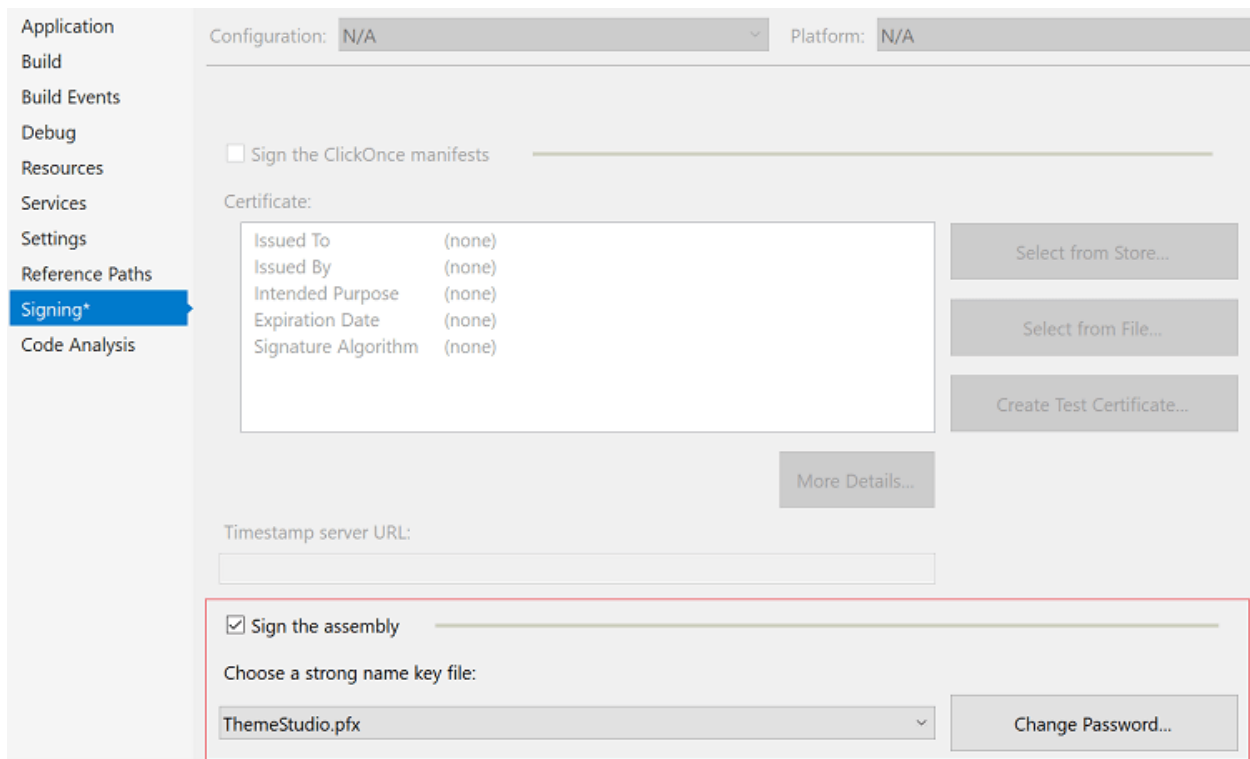 Application
Build
Build Events
Debug
Resources
Services
Settings
Reference Paths
Signing*
Code Analysis
Configuration: N/A Platform: N/A
Sign the ClickOnce manifests
Certificate:
Issued To (none)
Issued By (none)
Intended Purpose (none)
Expiration Date (none)
Signature Algorithm (none)
Select from Store...
Select from File...
Create Test Certificate...
More Details...
Timestamp server URL:
Sign the assembly
Choose a strong name key file:
ThemeStudio.pfx
Change Password...